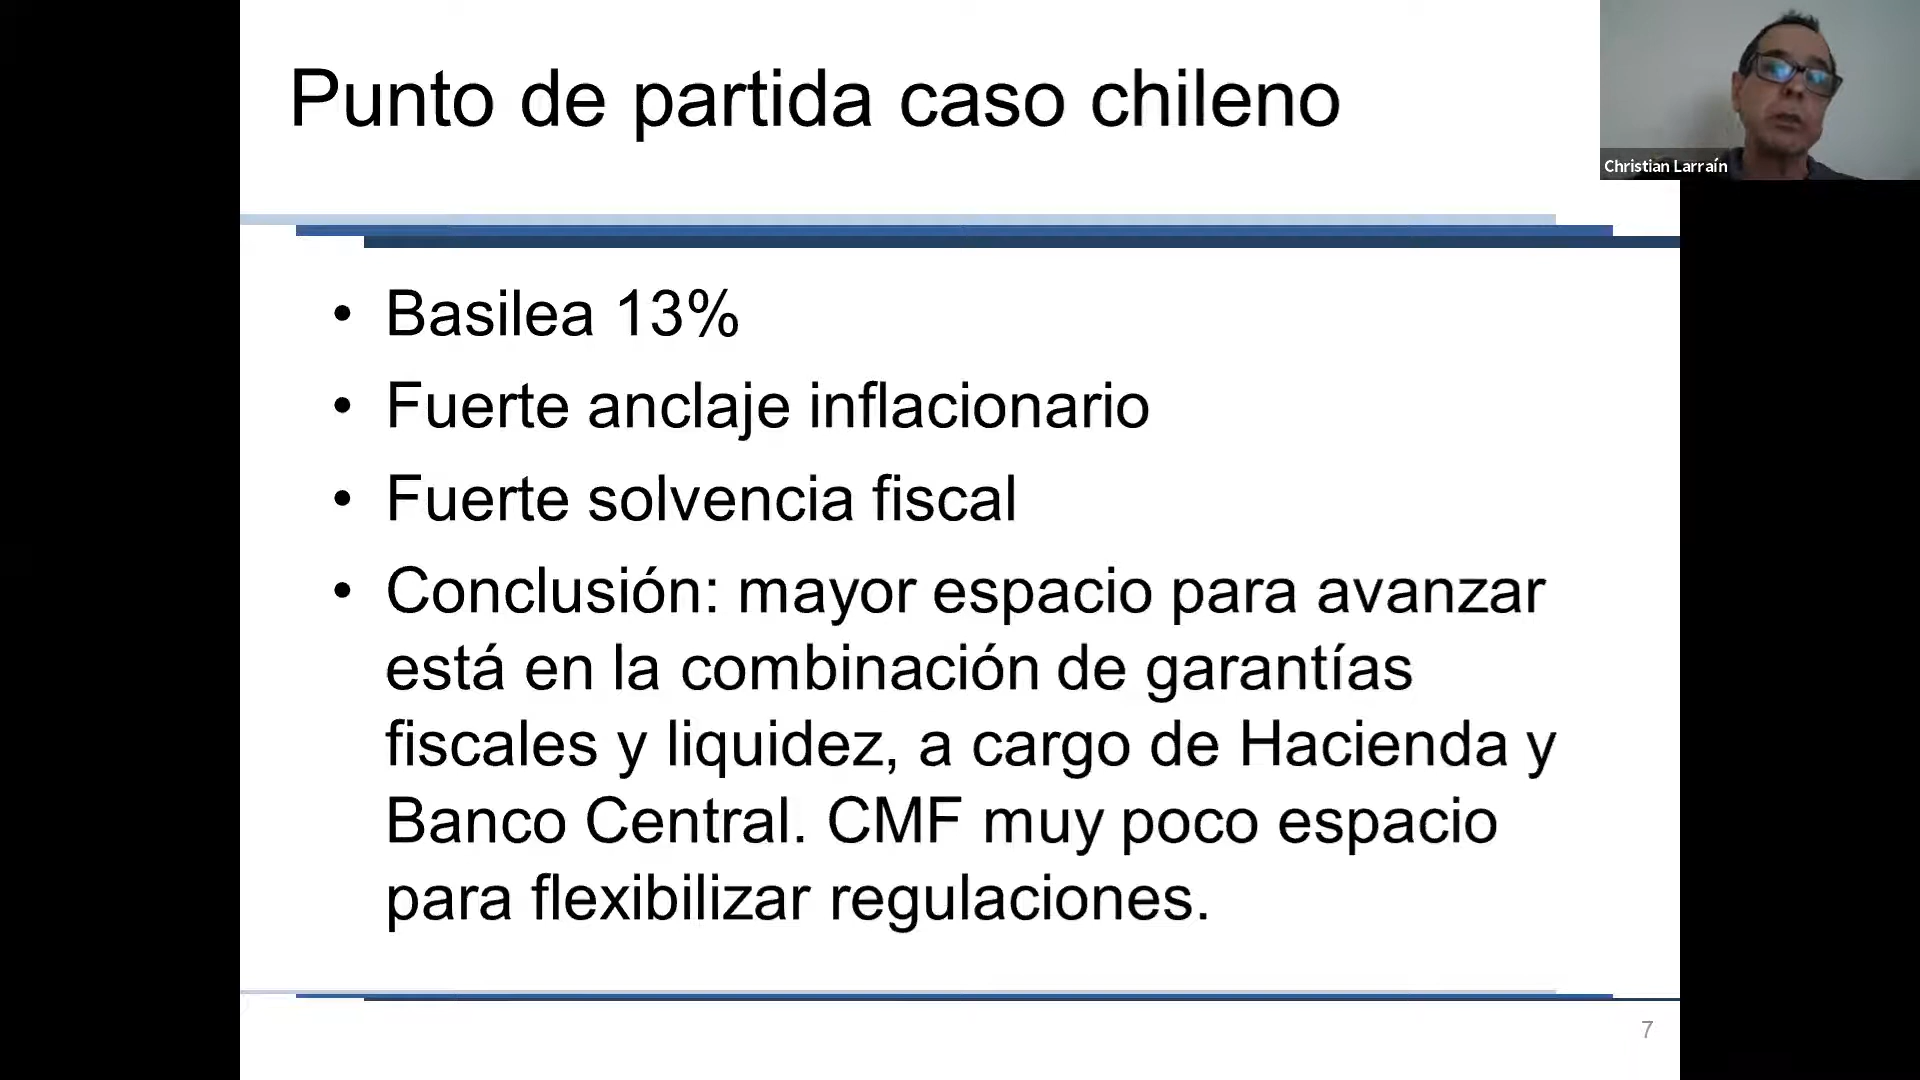 Punto de partida caso chileno
Christian Larraín
• Basilea 13%
• Fuerte anclaje inflacionario
• Fuerte solvencia fiscal
• Conclusión: mayor espacio para avanzar
está en la combinación de garantías
fiscales y liquidez, a cargo de Hacienda y
Banco Central. CMF muy poco espacio
para flexibilizar regulaciones.
7